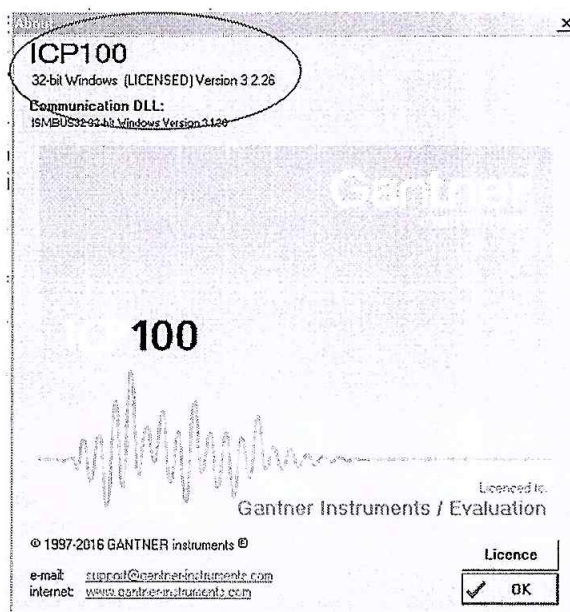 About
ICP100
32-bit Windows (LICENSED) Version 3.2.26
Communication DLL:
ISMBUS32 32-bit Windows Version 3.1.20
Gantner
ICP100
Licenced to:
Gantner Instruments / Evaluation
© 1997-2016 GANTNER instruments ®
Licence
e-mail: support@gantner-instruments.com
internet: www.gantner-instruments.com
OK